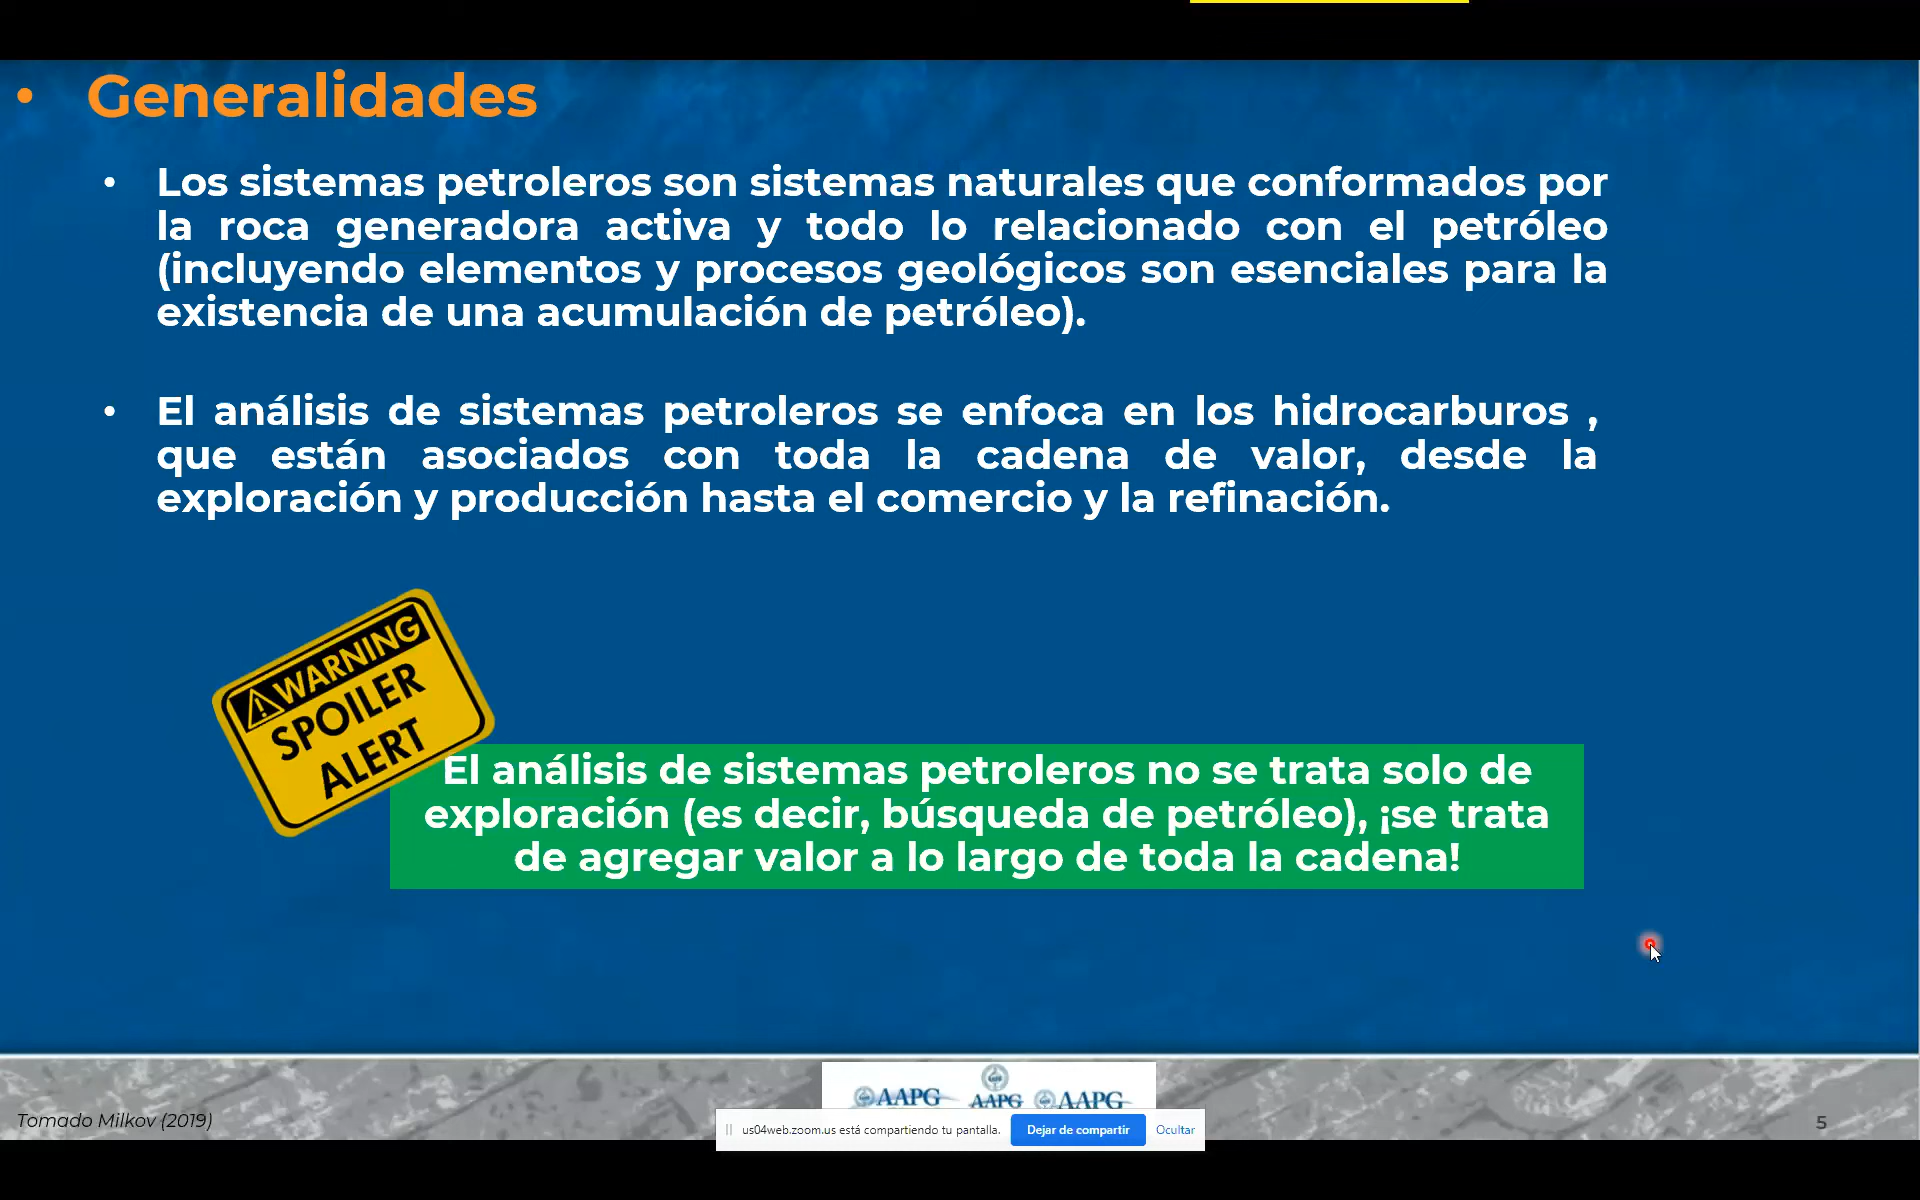 • Generalidades
• Los sistemas petroleros son sistemas naturales que conformados por
la roca generadora activa y todo lo relacionado con el petróleo
(incluyendo elementos y procesos geológicos son esenciales para la
existencia de una acumulación de petróleo).
• El análisis de sistemas petroleros se enfoca en los hidrocarburos ,
que están asociados con toda la cadena de valor, desde la
exploración y producción hasta el comercio y la refinación.
WARNING
SPOILER
ALERT
El análisis de sistemas petroleros no se trata solo de
exploración (es decir, búsqueda de petróleo), ¡se trata
de agregar valor a lo largo de toda la cadena!
AAPG AAPG AAPG
Tomado Milkov (2019)
5
us04web.zoom.us está compartiendo tu pantalla. Dejar de compartir Ocultar